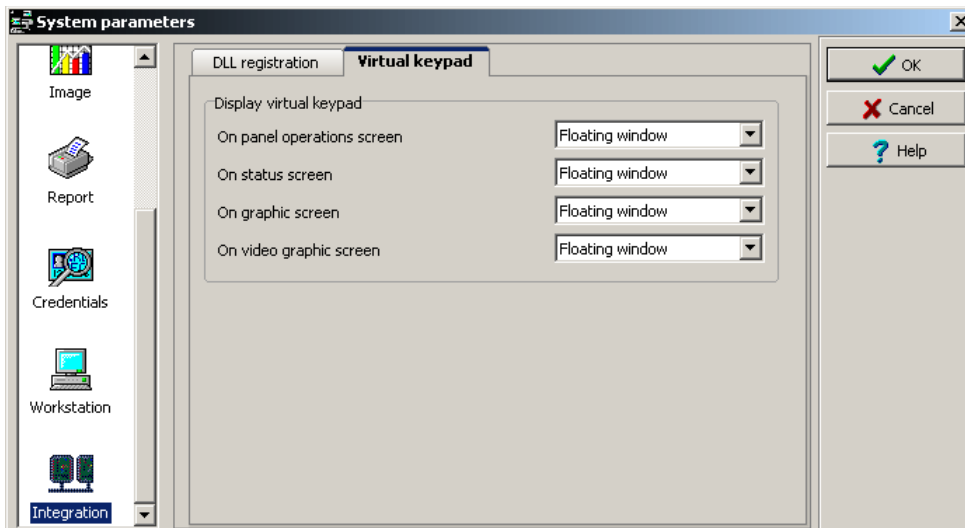 System parameters
Image
Report
Credentials
Workstation
Integration
DLL registration
Virtual keypad
Display virtual keypad
On panel operations screen Floating window
On status screen Floating window
On graphic screen Floating window
On video graphic screen Floating window
OK
Cancel
Help